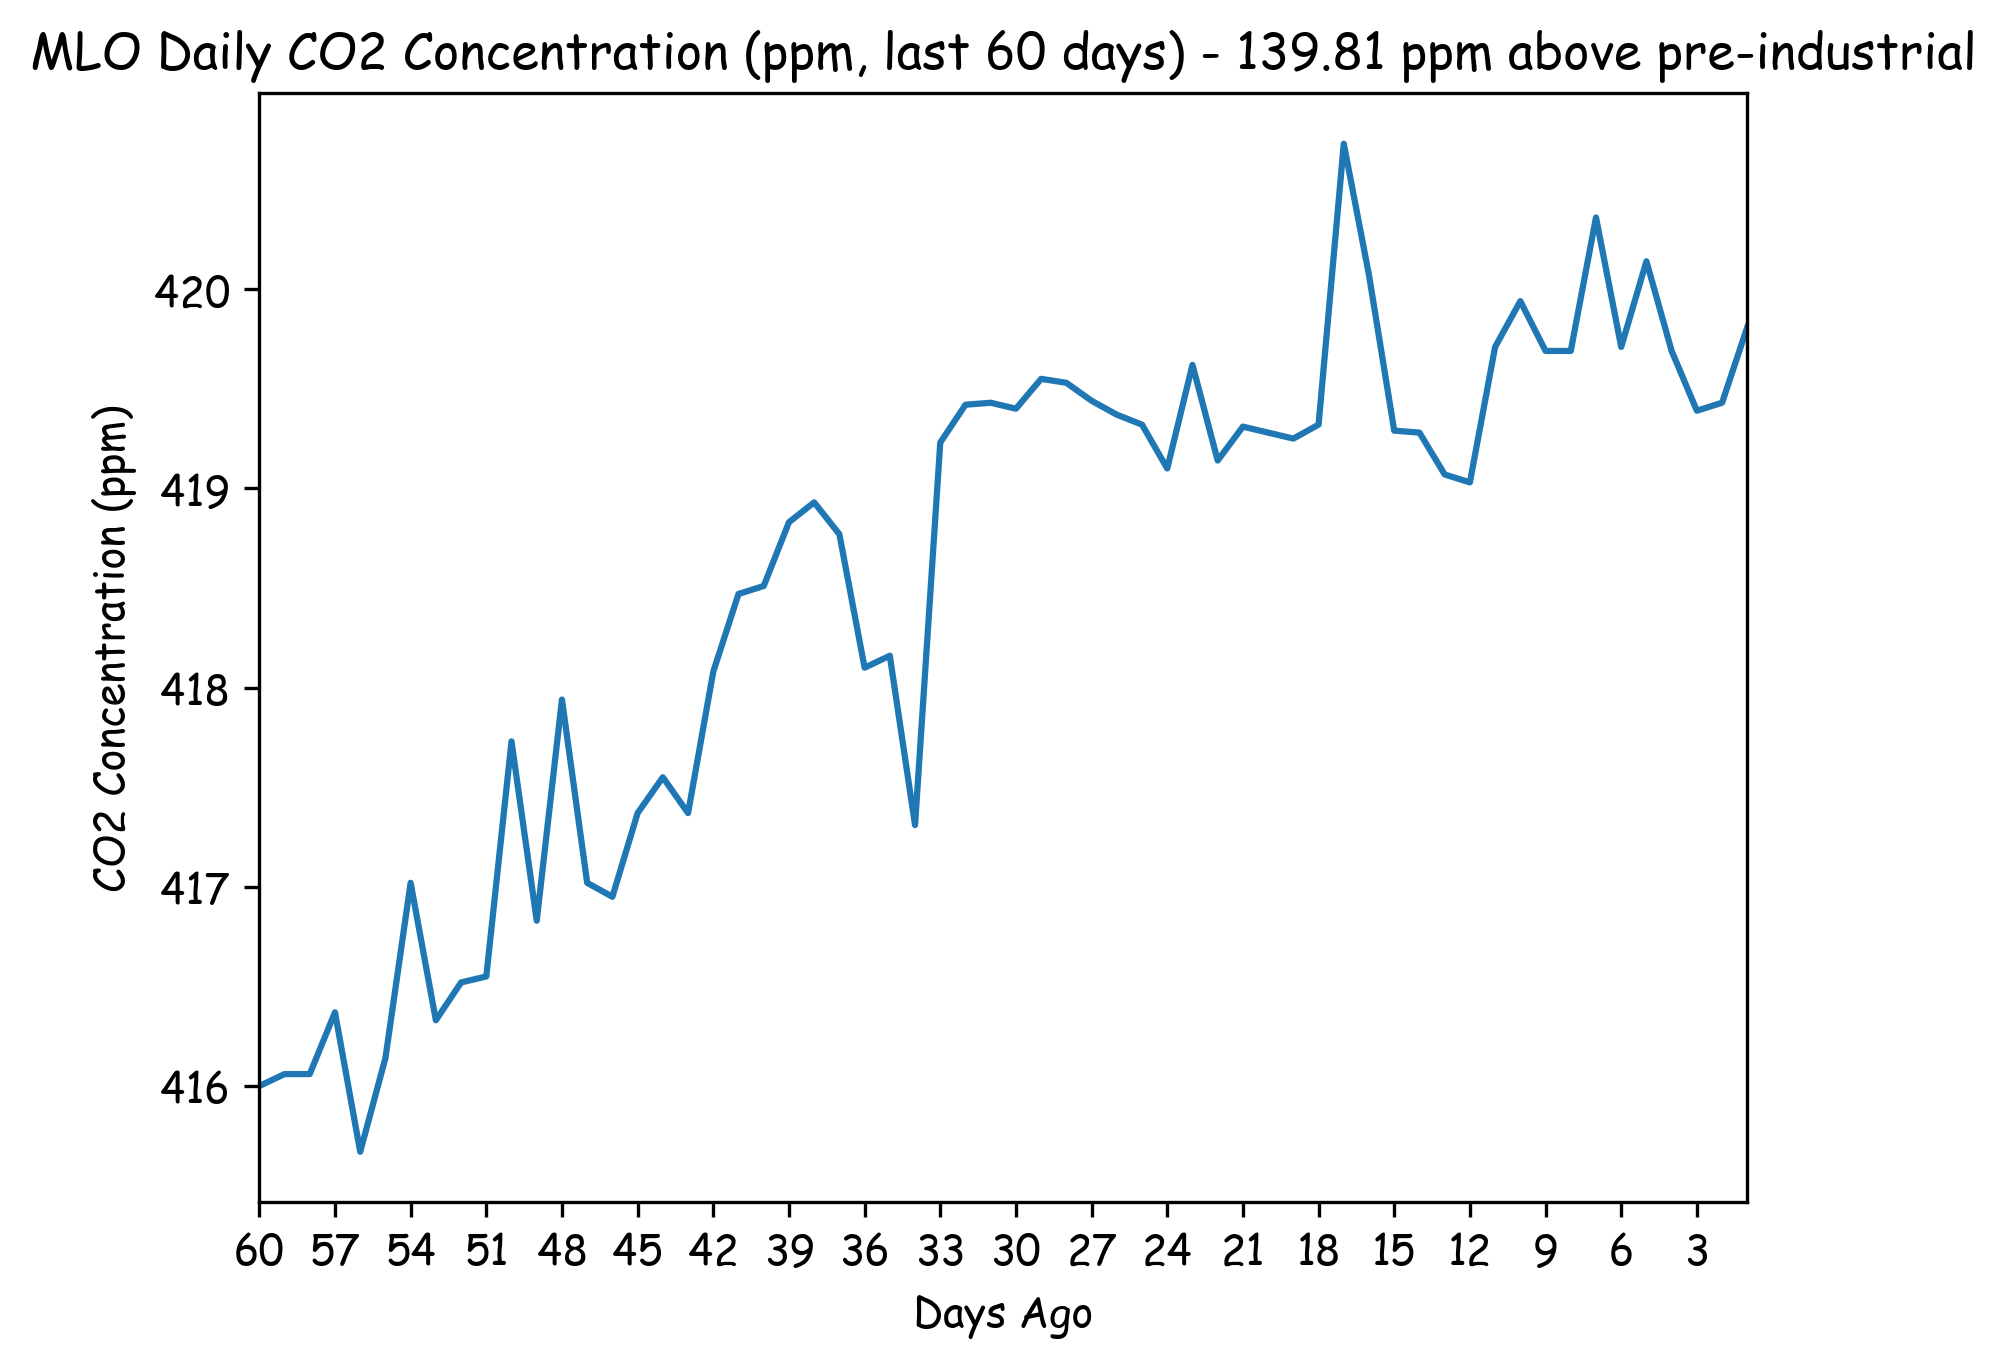 MLO Daily CO2 Concentration (ppm, last 60 days) - 139.81 ppm above pre-industrial
CO2 Concentration (ppm)
420
419
418
417
416
60 57 54 51 48 45 42 39 36 33 30 27 24 21 18 15 12 9 6 3
Days Ago